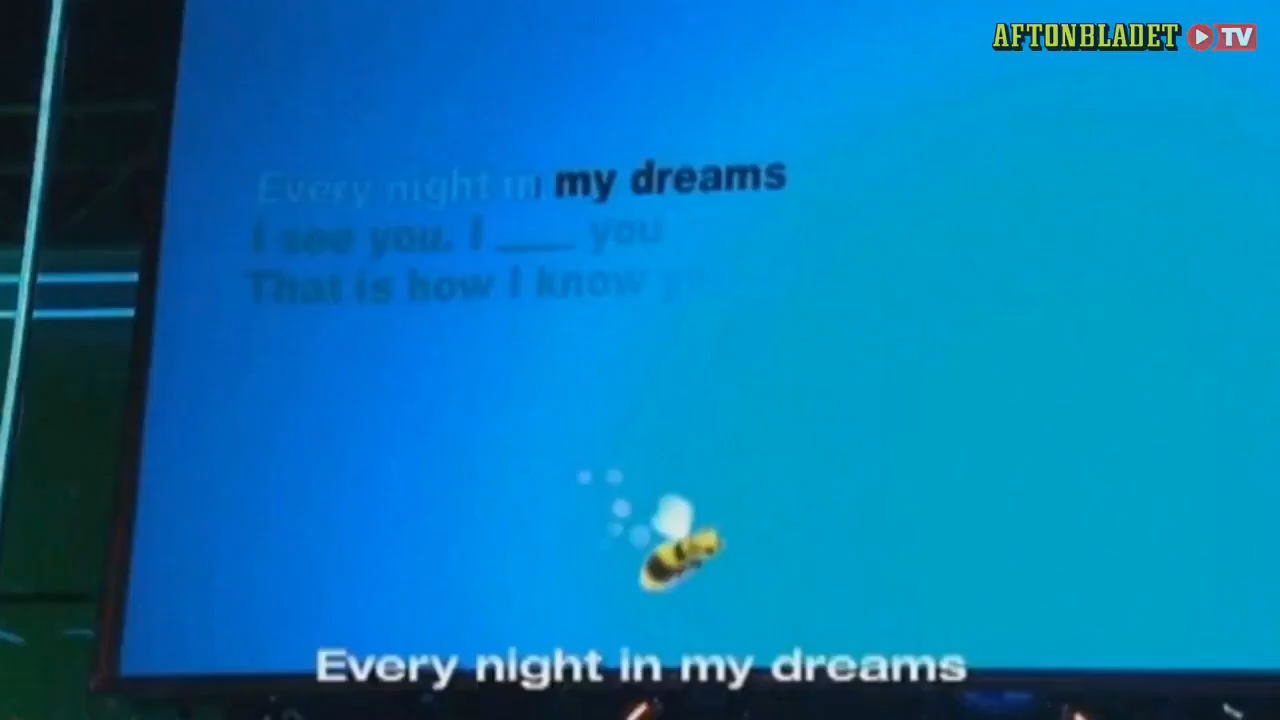 AFTONBLADET TV
Every night in my dreams
I see you. I ____ you
That is how I know
Every night in my dreams